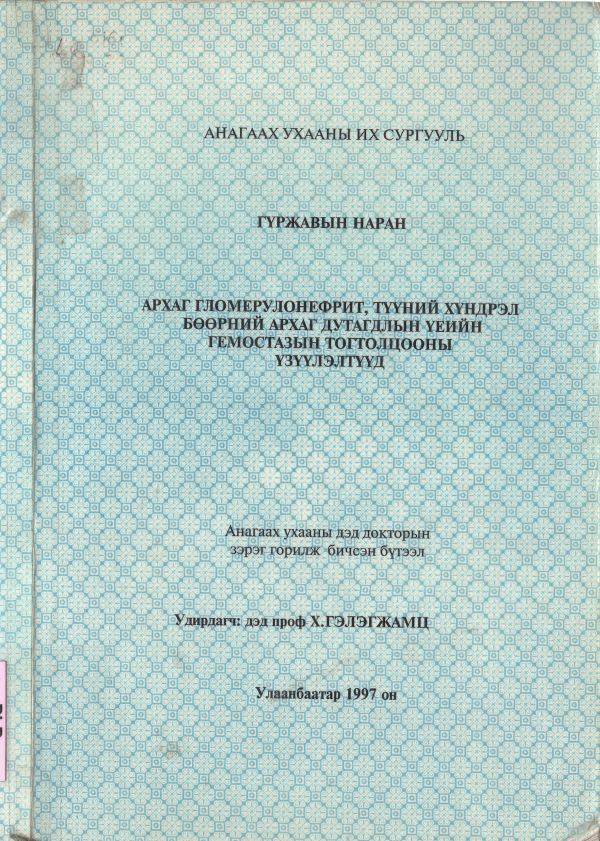 АНАГААХ УХААНЫ ИХ СУРГУУЛЬ
ГҮРЖАВЫН НАРАН
АРХАГ ГЛОМЕРУЛОНЕФРИТ, ТҮҮНИЙ ХҮНДРЭЛ
БӨӨРНИЙ АРХАГ ДУТАГДЛЫН ҮЕИЙН
ГЕМОСТАЗЫН ТОГТОЛЦООНЫ
ҮЗҮҮЛЭЛТҮҮД
Анагаах ухааны дэд докторын
зэрэг горилж бичсэн бүтээл
Удирдагч: дэд проф Х.ГЭЛЭГЖАМЦ
Улаанбаатар 1997 он